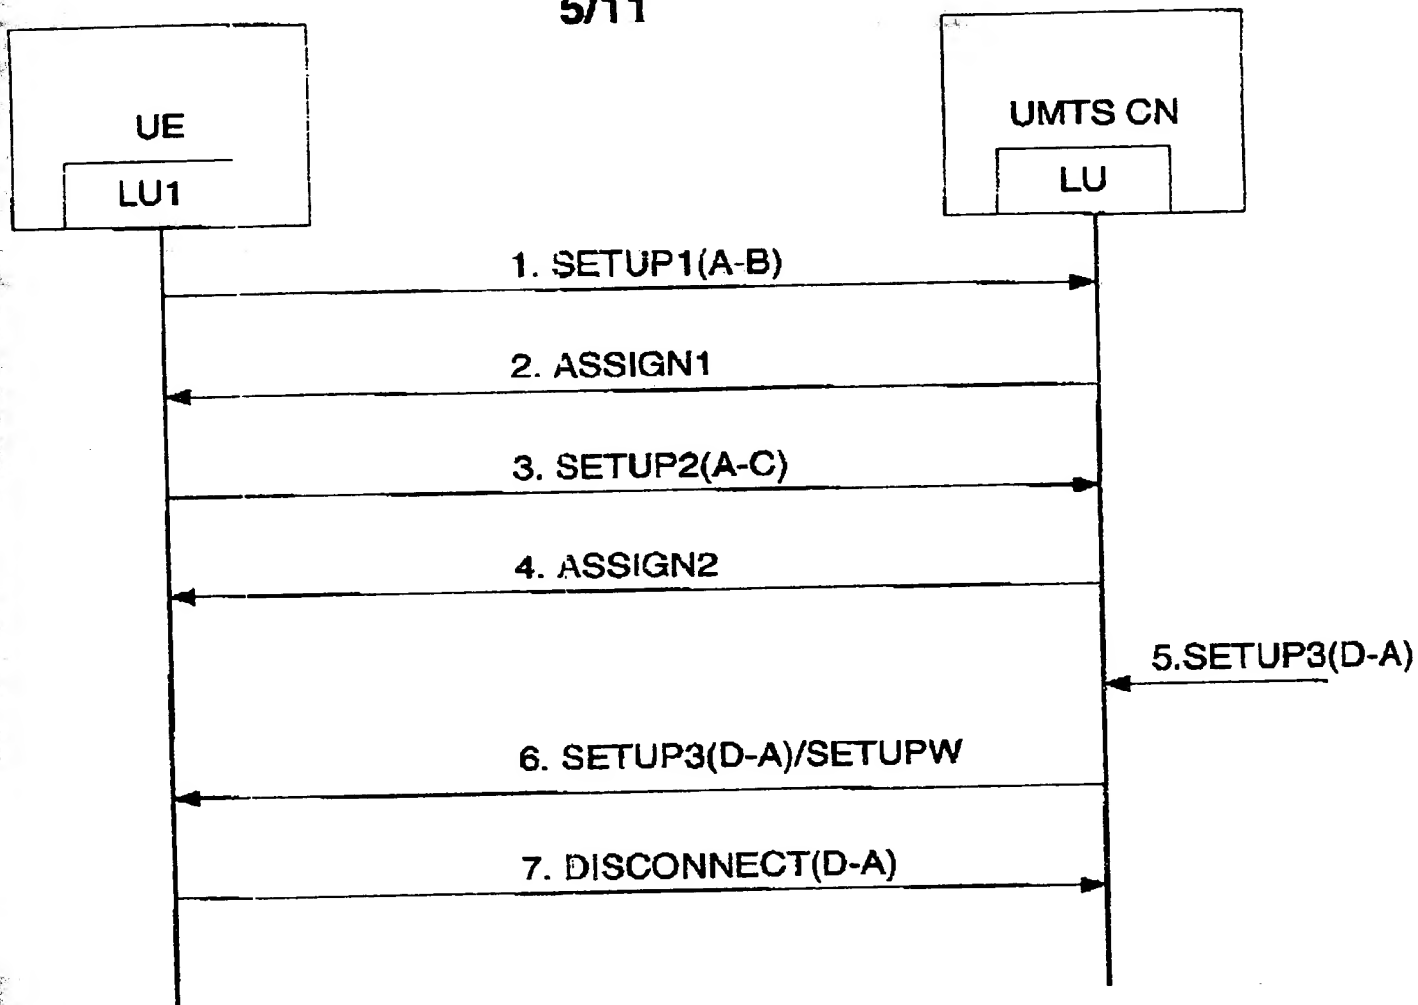 5/11
UE
LU1
UMTS CN
LU
1. SETUP1(A-B)
2. ASSIGN1
3. SETUP2(A-C)
4. ASSIGN2
5.SETUP3(D-A)
6. SETUP3(D-A)/SETUPW
7. DISCONNECT(D-A)